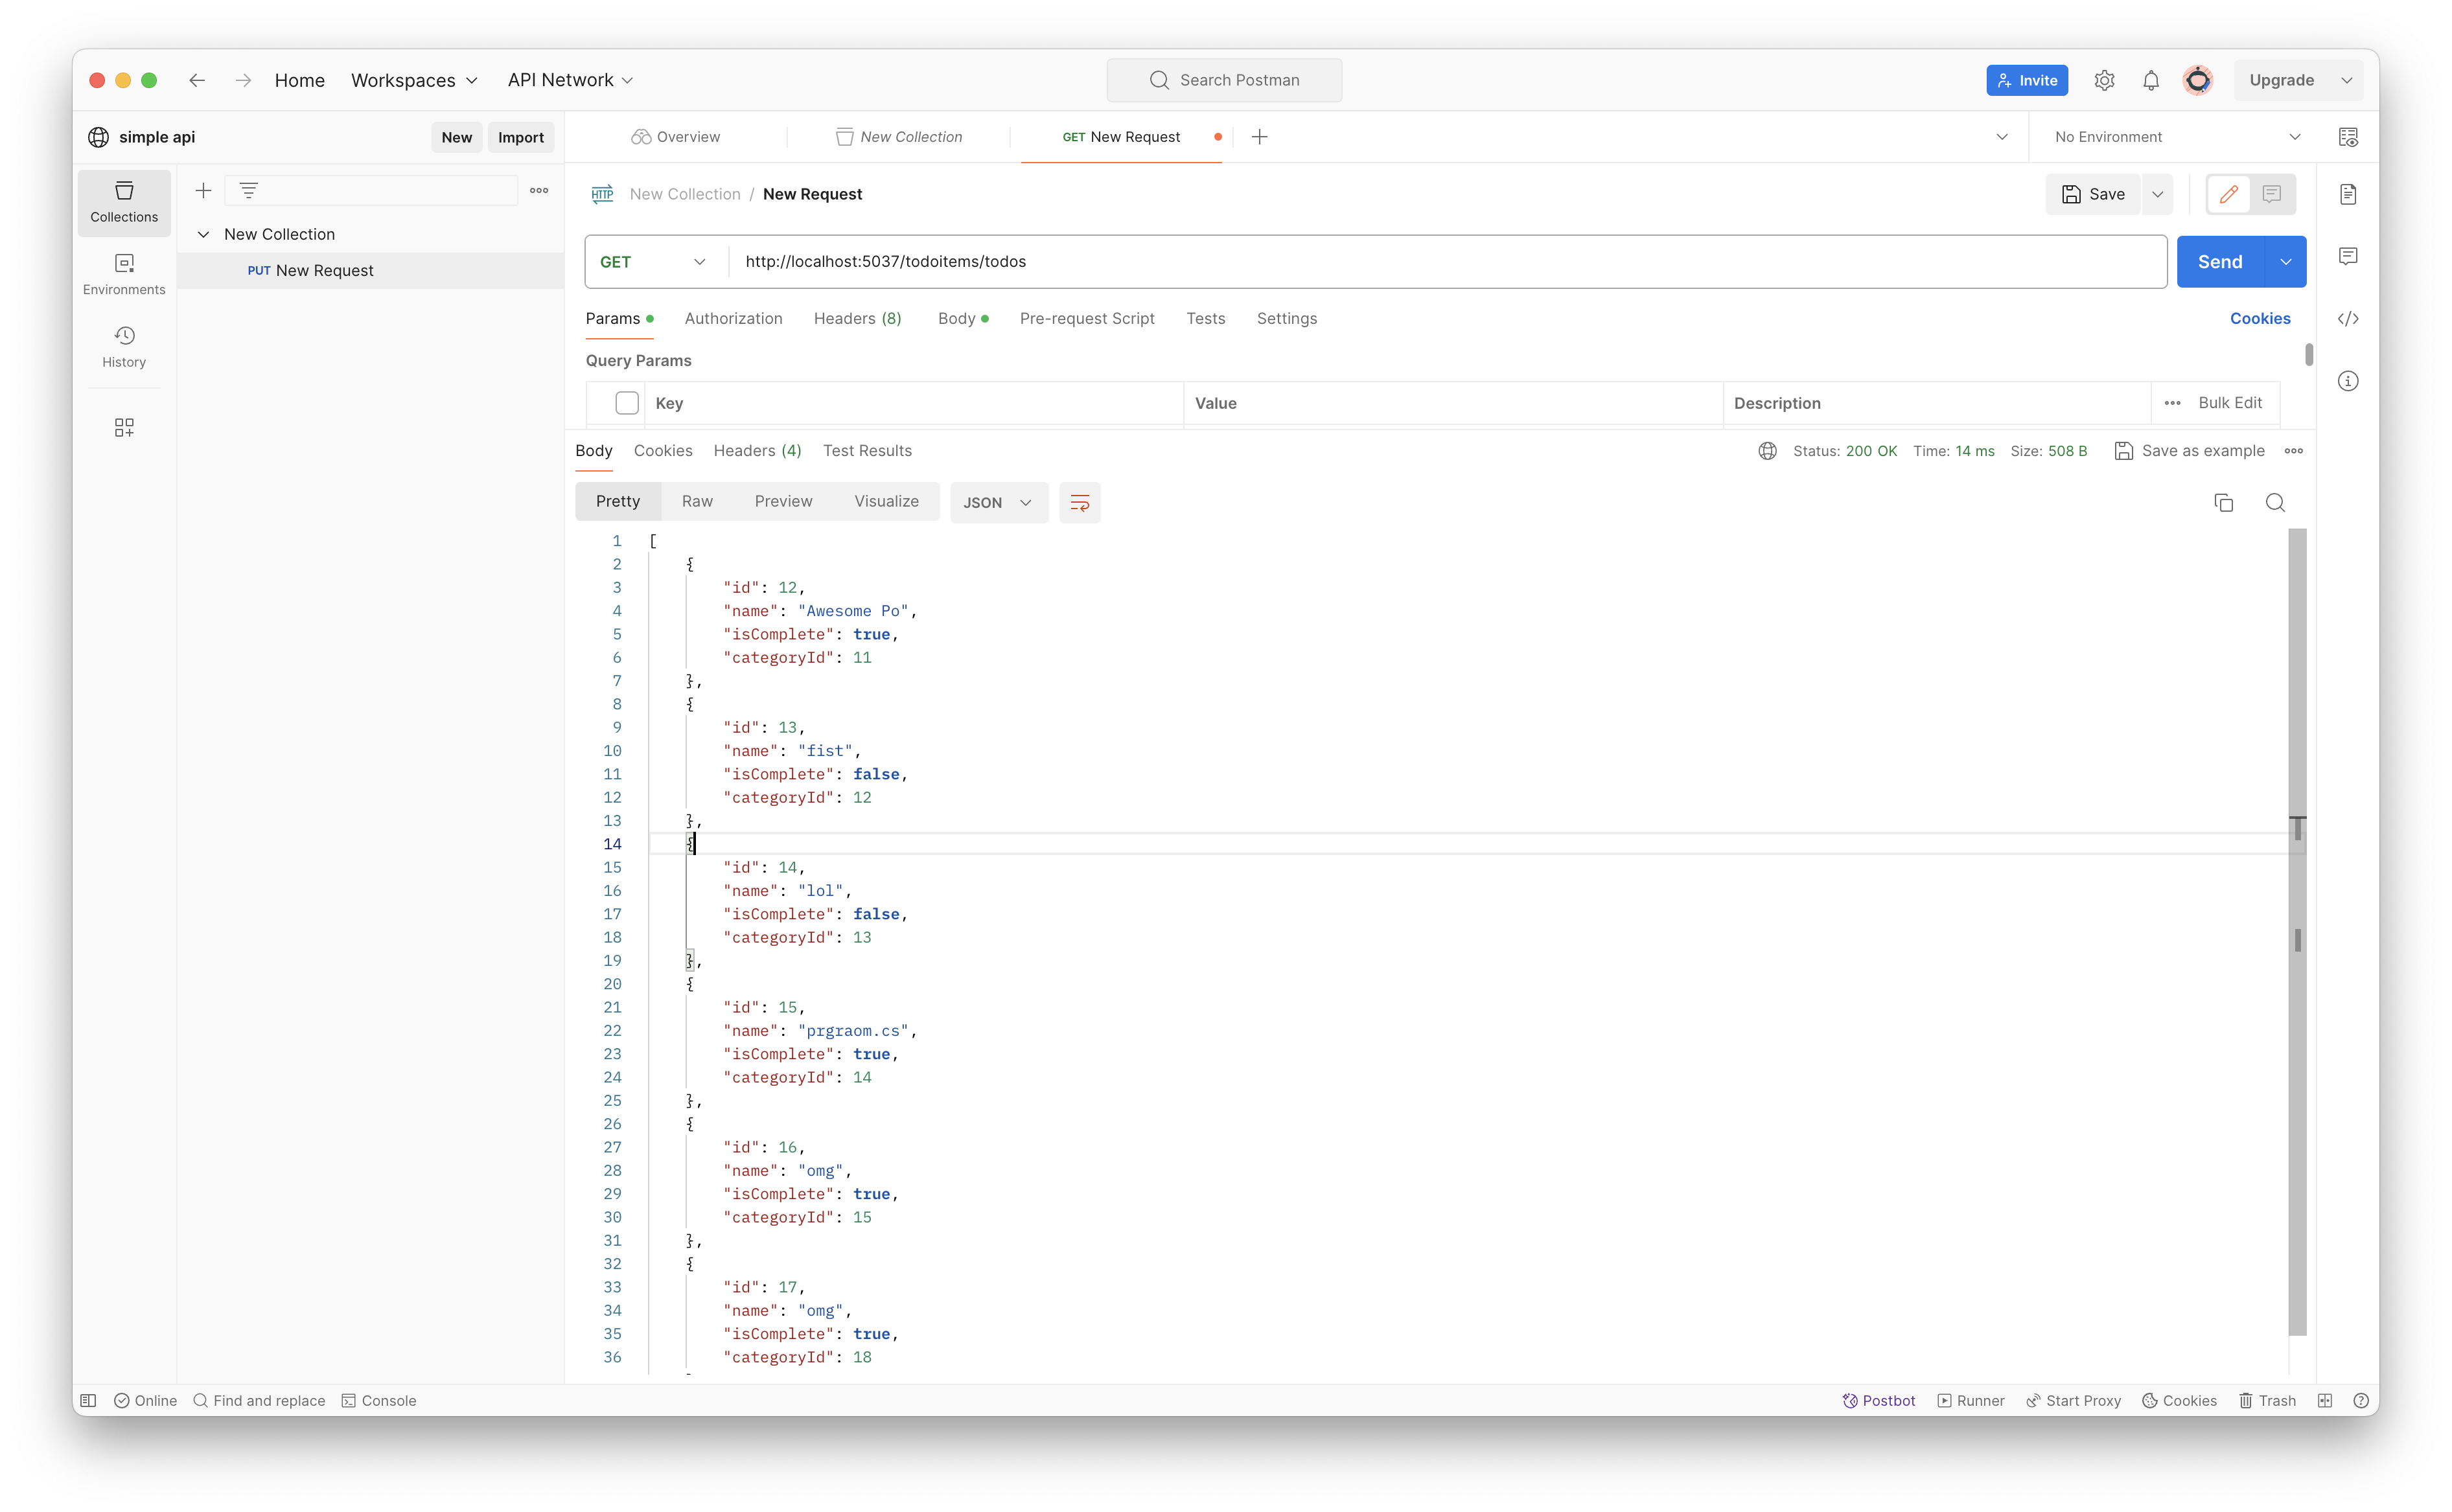 Home Workspaces API Network Search Postman Invite Upgrade
simple api New Import Overview New Collection GET New Request No Environment
Collections
Environments
History
New Collection
PUT New Request
HTTP New Collection / New Request Save
GET http://localhost:5037/todoitems/todos Send
Params Authorization Headers (8) Body Pre-request Script Tests Settings Cookies
Query Params
Key Value Description Bulk Edit
Body Cookies Headers (4) Test Results Status: 200 OK Time: 14 ms Size: 508 B Save as example
Pretty Raw Preview Visualize JSON
1 [
2 {
3 "id": 12,
4 "name": "Awesome Po",
5 "isComplete": true,
6 "categoryId": 11
7 },
8 {
9 "id": 13,
10 "name": "fist",
11 "isComplete": false,
12 "categoryId": 12
13 },
14 {
15 "id": 14,
16 "name": "lol",
17 "isComplete": false,
18 "categoryId": 13
19 },
20 {
21 "id": 15,
22 "name": "prgraom.cs",
23 "isComplete": true,
24 "categoryId": 14
25 },
26 {
27 "id": 16,
28 "name": "omg",
29 "isComplete": true,
30 "categoryId": 15
31 },
32 {
33 "id": 17,
34 "name": "omg",
35 "isComplete": true,
36 "categoryId": 18
Online Find and replace Console Postbot Runner Start Proxy Cookies Trash